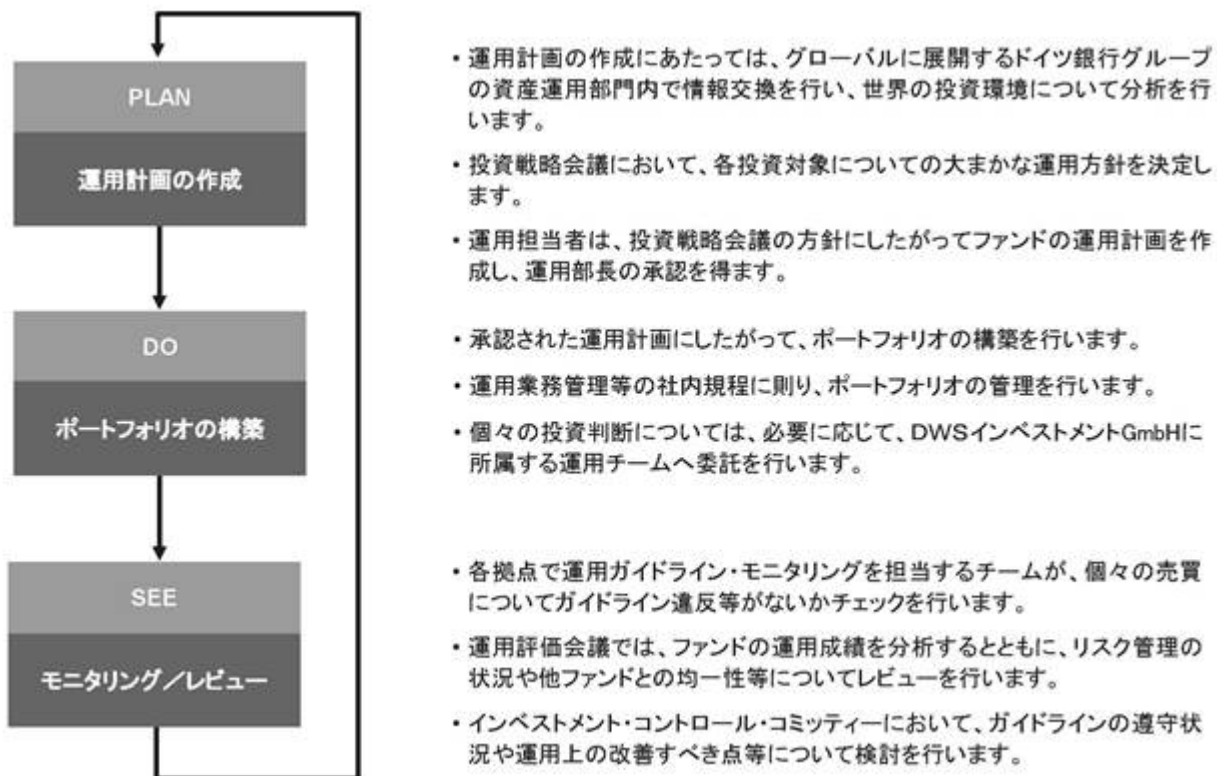 PLAN
運用計画の作成
・運用計画の作成にあたっては、グローバルに展開するドイツ銀行グループ
の資産運用部門内で情報交換を行い、世界の投資環境について分析を行
います。
・投資戦略会議において、各投資対象についての大まかな運用方針を決定し
ます。
・運用担当者は、投資戦略会議の方針にしたがってファンドの運用計画を作
成し、運用部長の承認を得ます。
DO
ポートフォリオの構築
・承認された運用計画にしたがって、ポートフォリオの構築を行います。
・運用業務管理等の社内規程に則り、ポートフォリオの管理を行います。
・個々の投資判断については、必要に応じて、DWSインベストメントGmbHに
所属する運用チームへ委託を行います。
SEE
モニタリング/レビュー
・各拠点で運用ガイドライン・モニタリングを担当するチームが、個々の売買
についてガイドライン違反等がないかチェックを行います。
・運用評価会議では、ファンドの運用成績を分析するとともに、リスク管理の
状況や他ファンドとの均一性等についてレビューを行います。
・インベストメント・コントロール・コミッティーにおいて、ガイドラインの遵守状
況や運用上の改善すべき点等について検討を行います。